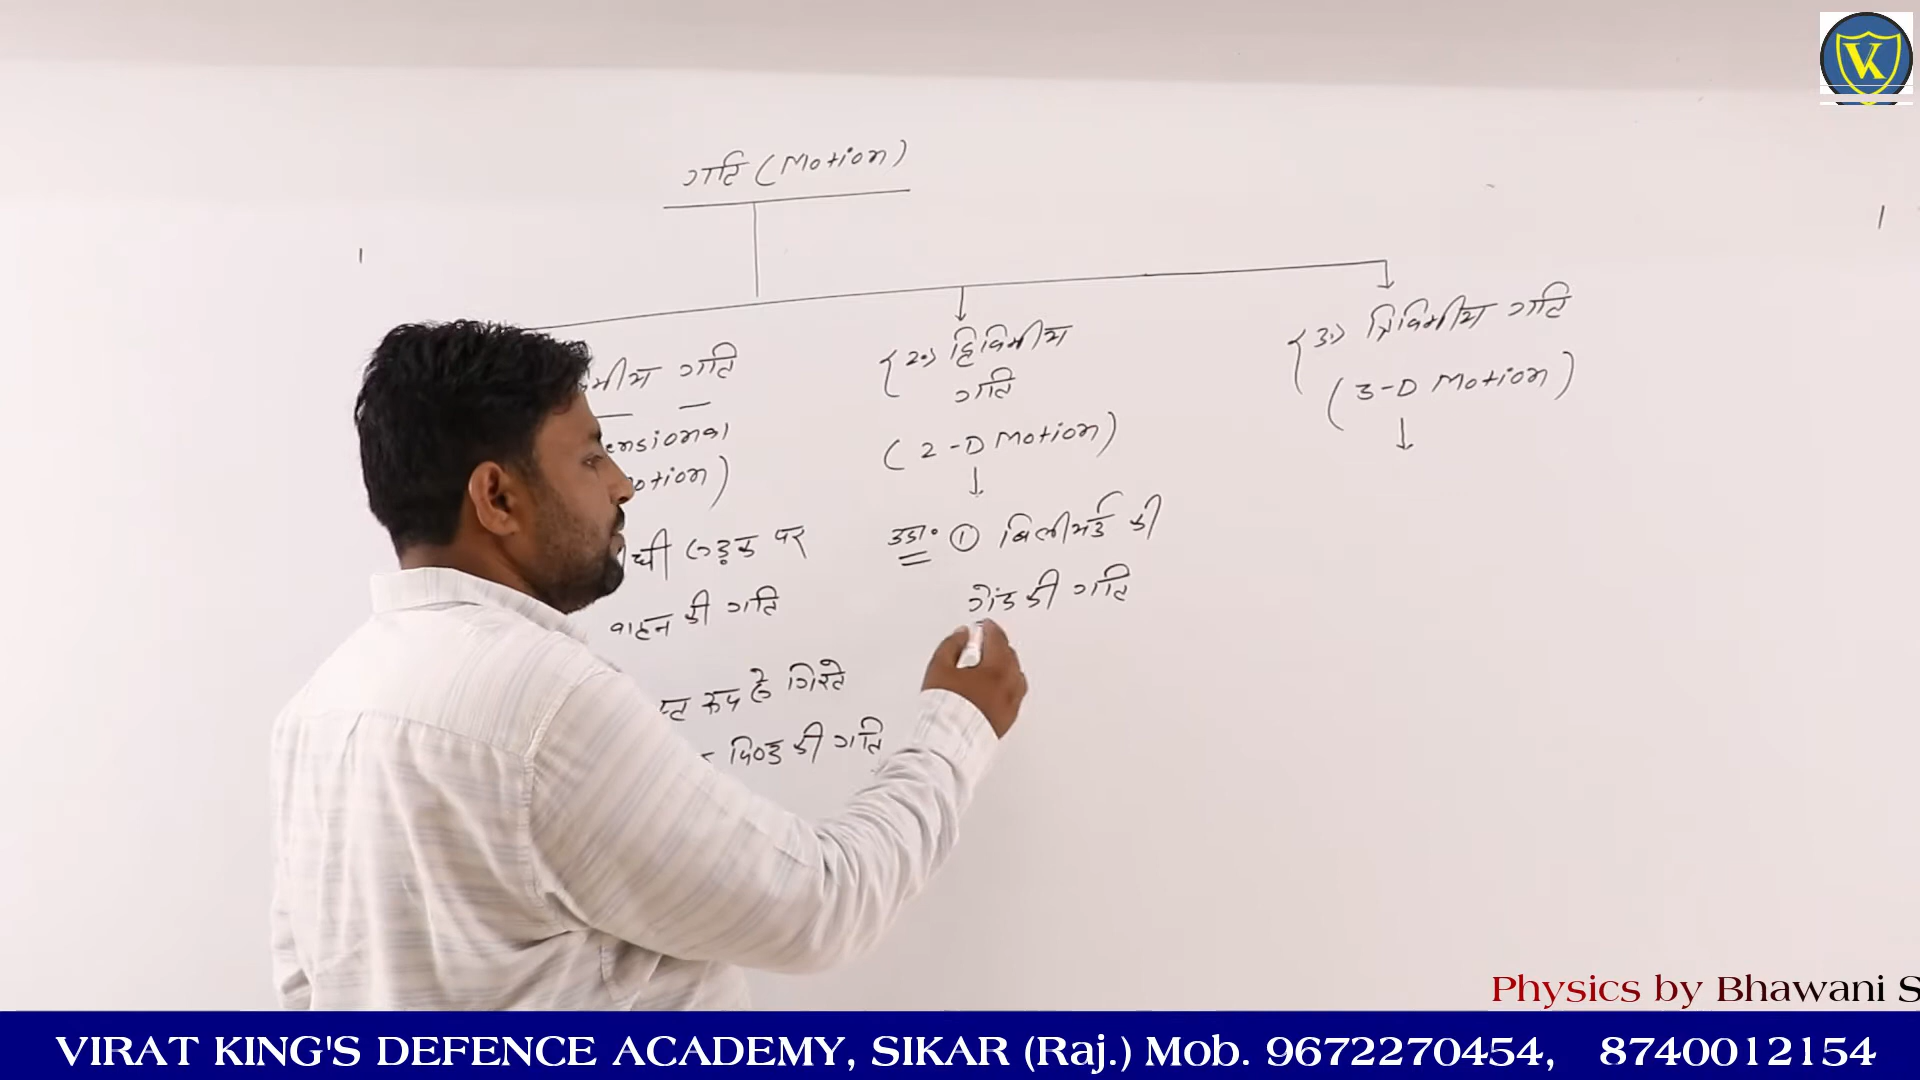 VK
गति (Motion)
गति
ensional
otion)
सड़क पर
वाहन की गति
रूप से गिरते
पिण्ड की गति
(2.) द्विविमीय
गति
(2-D Motion)
उदा. ① बिलीयर्ड की
गेंद की गति
(3.) त्रिविमीय गति
(3-D Motion)
Physics by Bhawani S
VIRAT KING'S DEFENCE ACADEMY, SIKAR (Raj.) Mob. 9672270454, 8740012154